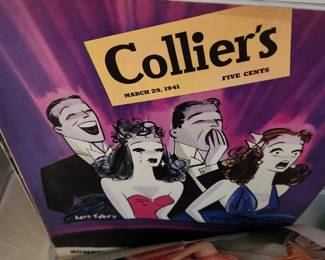 Collier's
MARCH 29, 1941
FIVE CENTS